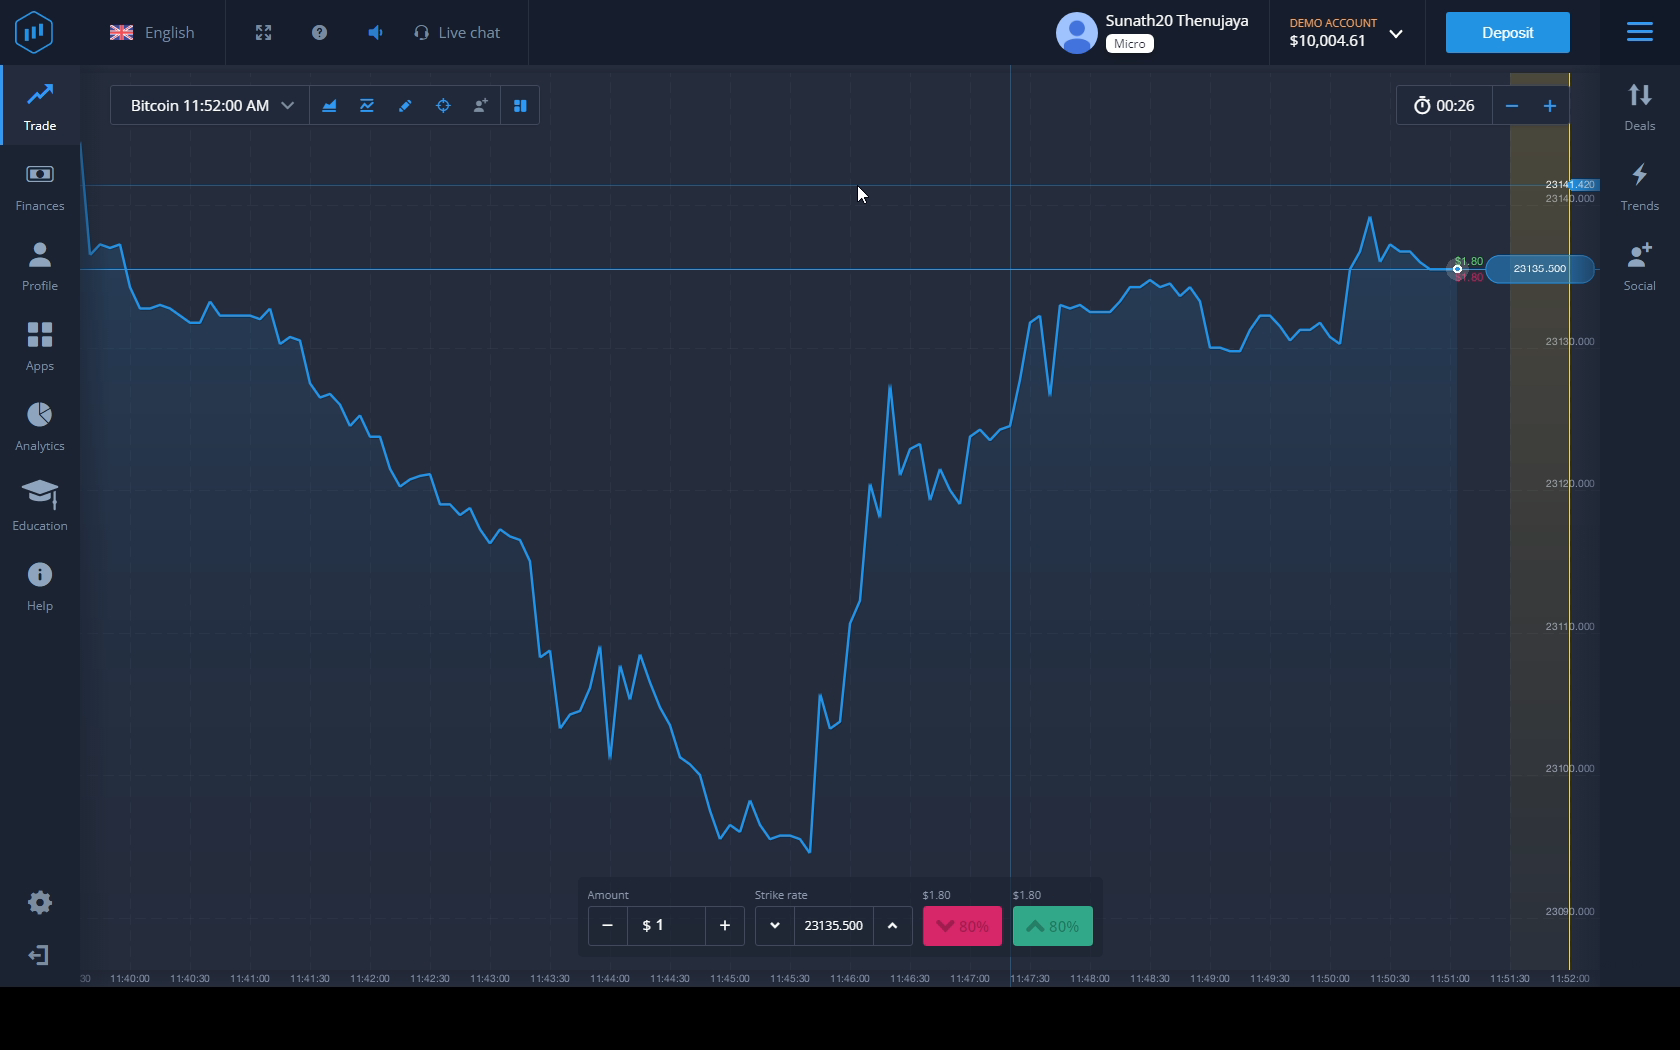 English
Live chat
Sunath20 Thenujaya
Micro
DEMO ACCOUNT
$10,004.61
Deposit
Trade
Finances
Profile
Apps
Analytics
Education
Help
Bitcoin 11:52:00 AM
00:26
Deals
Trends
Social
23141.420
23140.000
$1.80
$1.80
23135.500
23130.000
23120.000
23110.000
23100.000
23090.000
Amount
Strike rate
$1.80
$1.80
− $ 1 +
23135.500
80%
80%
30 11:40:00 11:40:30 11:41:00 11:41:30 11:42:00 11:42:30 11:43:00 11:43:30 11:44:00 11:44:30 11:45:00 11:45:30 11:46:00 11:46:30 11:47:00 11:47:30 11:48:00 11:48:30 11:49:00 11:49:30 11:50:00 11:50:30 11:51:00 11:51:30 11:52:00